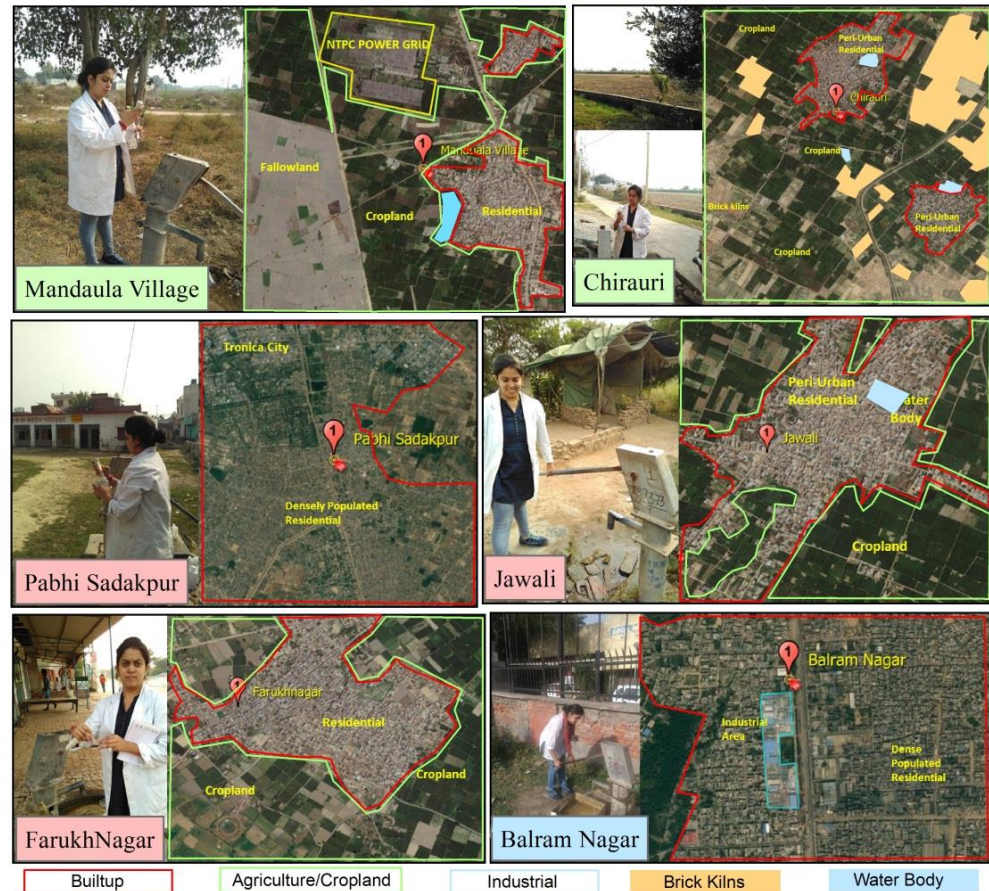 NTPC POWER GRID
Mandaula Village
Fallowland
Cropland
Residential
Mandaula Village
Cropland
Peri-Urban
Residential
Chirauri
Cropland
Brick kilns
Peri-Urban
Residential
Cropland
Chirauri
Tronica City
Pabhi Sadakpur
Densely Populated
Residential
Pabhi Sadakpur
Peri-Urban
Residential
Water
Body
Jawali
Cropland
Jawali
Farukhnagar
Residential
Cropland
Cropland
FarukhNagar
Balram Nagar
Industrial
Area
Dense
Populated
Residential
Balram Nagar
Builtup
Agriculture/Cropland
Industrial
Brick Kilns
Water Body